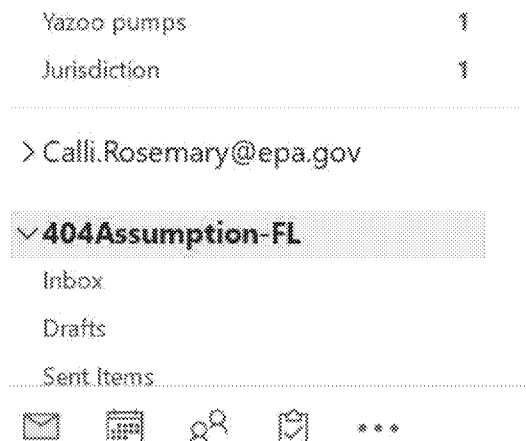 Yazoo pumps 1
Jurisdiction 1
Calli.Rosemary@epa.gov
404Assumption-FL
Inbox
Drafts
Sent Items